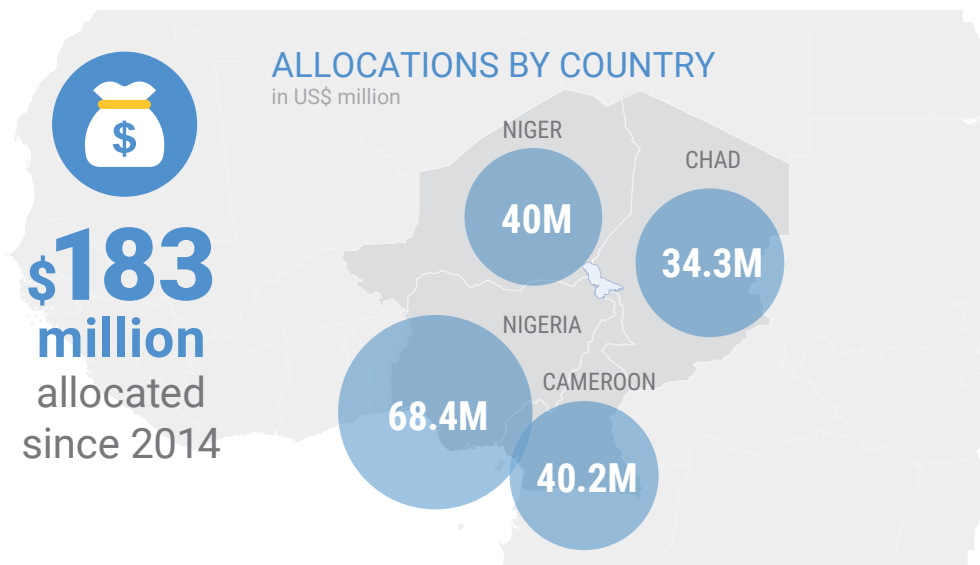 ALLOCATIONS BY COUNTRY
in US$ million
$
$183
million
allocated
since 2014
NIGER
40M
CHAD
34.3M
NIGERIA
68.4M
CAMEROON
40.2M